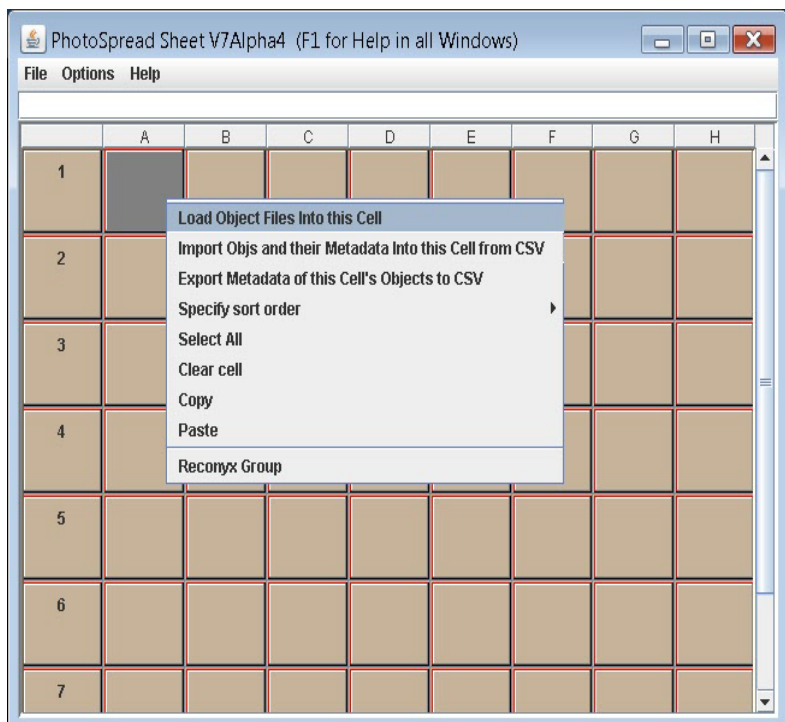 PhotoSpread Sheet V7Alpha4 (F1 for Help in all Windows)
File Options Help
A B C D E F G H
1
Load Object Files Into this Cell
Import Objs and their Metadata Into this Cell from CSV
2
Export Metadata of this Cell's Objects to CSV
Specify sort order
3
Select All
Clear cell
Copy
4
Paste
Reconyx Group
5
6
7